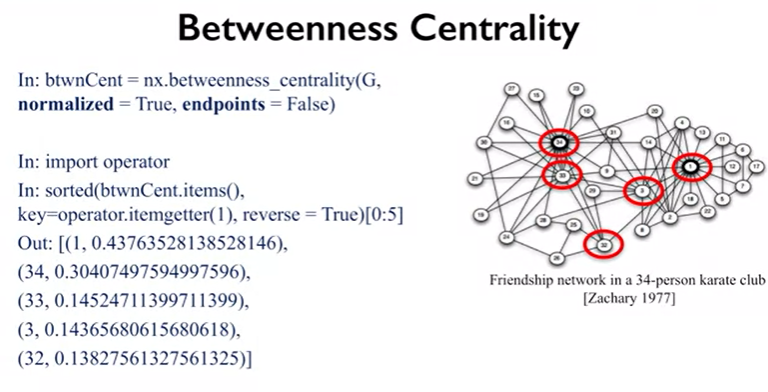 Betweenness Centrality
In: btwnCent = nx.betweenness_centrality(G,
normalized = True, endpoints = False)
In: import operator
In: sorted(btwnCent.items(),
key=operator.itemgetter(1), reverse = True)[0:5]
Out: [(1, 0.43763528138528146),
(34, 0.30407497594997596),
(33, 0.14524711399711399),
(3, 0.14365680615680618),
(32, 0.13827561327561325)]
Friendship network in a 34-person karate club
[Zachary 1977]